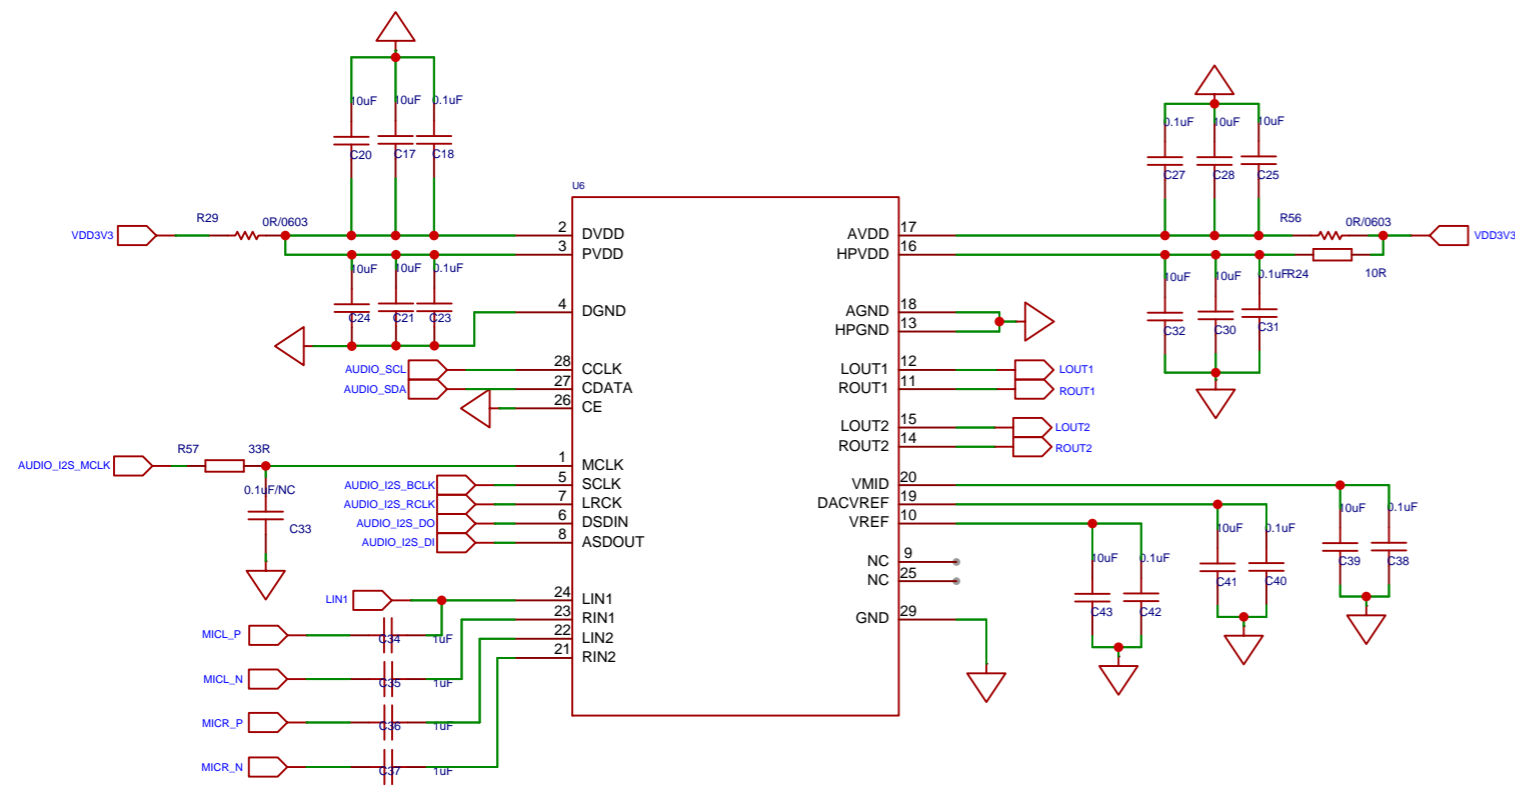 10uF 10uF 0.1uF
C20 C17 C18
0.1uF 10uF 10uF
C27 C28 C25
U6
R29 0R/0603
VDD3V3
2 DVDD
3 PVDD
10uF 10uF 0.1uF
C24 C21 C23
4 DGND
AUDIO_SCL 28 CCLK
AUDIO_SDA 27 CDATA
26 CE
R57 33R
AUDIO_I2S_MCLK 1 MCLK
0.1uF/NC
C33
AUDIO_I2S_BCLK 5 SCLK
AUDIO_I2S_RCLK 7 LRCK
AUDIO_I2S_DO 6 DSDIN
AUDIO_I2S_DI 8 ASDOUT
LIN1 24 LIN1
23 RIN1
22 LIN2
21 RIN2
MICL_P C34 1uF
MICL_N C35 1uF
MICR_P C36 1uF
MICR_N C37 1uF
R56 0R/0603
AVDD 17 VDD3V3
HPVDD 16
10uF 10uF 0.1uF R24 10R
C32 C30 C31
AGND 18
HPGND 13
LOUT1 12 LOUT1
ROUT1 11 ROUT1
LOUT2 15 LOUT2
ROUT2 14 ROUT2
VMID 20
DACVREF 19
VREF 10
10uF 0.1uF
C39 C38
10uF 0.1uF
C41 C40
10uF 0.1uF
C43 C42
NC 9
NC 25
GND 29